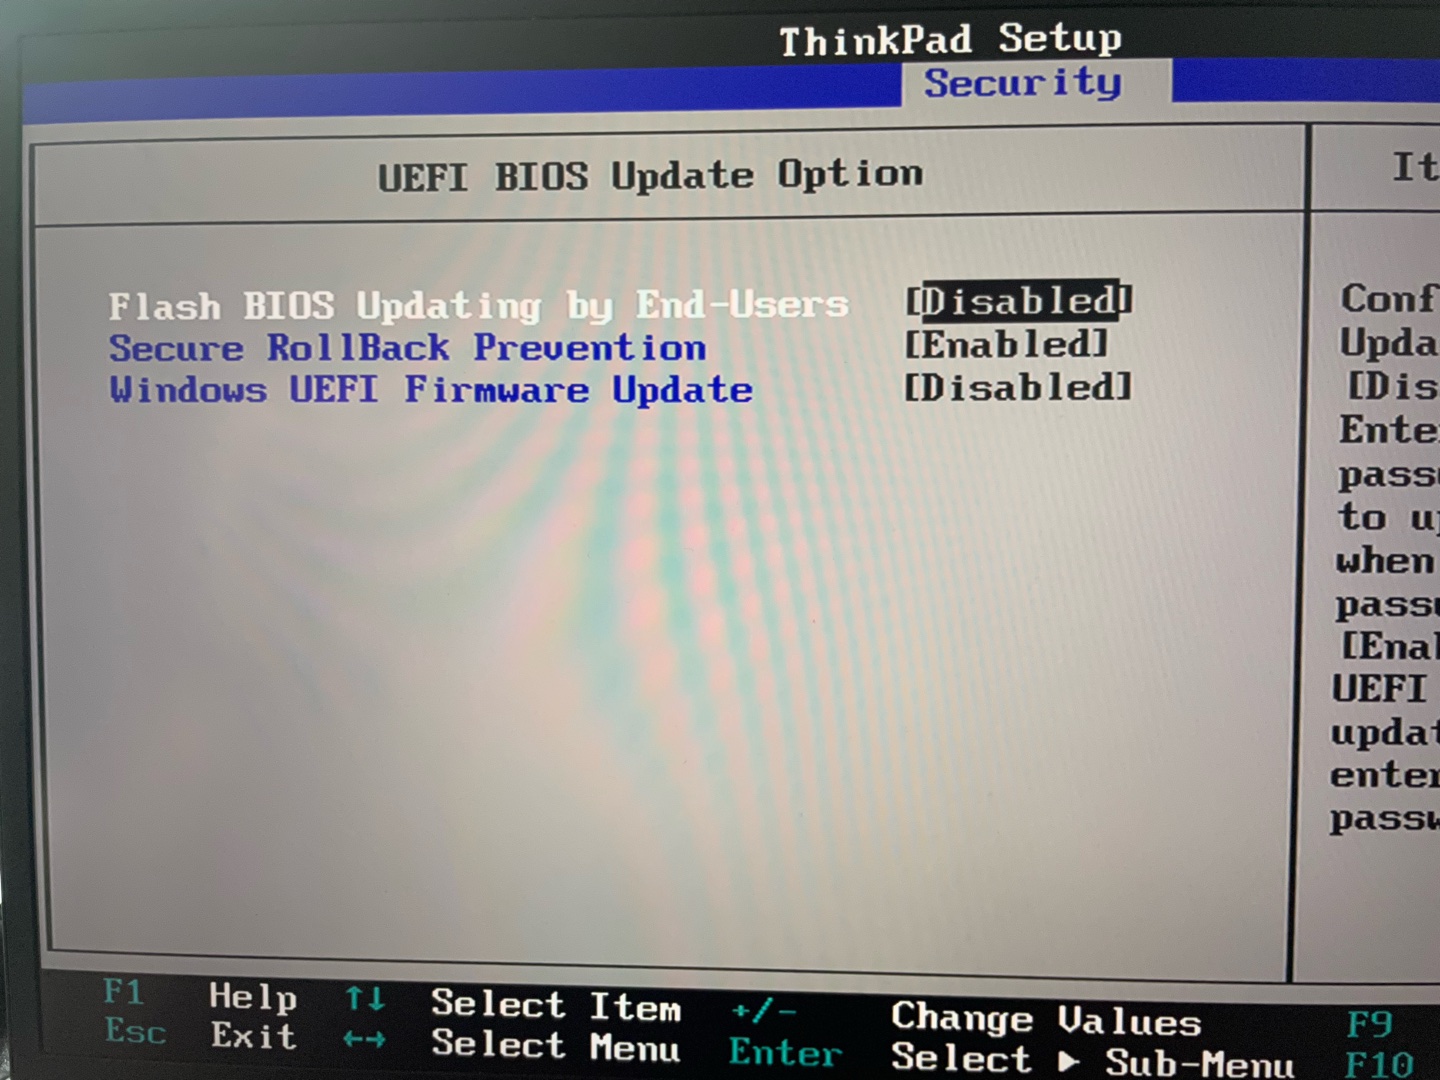 ThinkPad Setup
Security
UEFI BIOS Update Option
Flash BIOS Updating by End-Users [Disabled]
Secure RollBack Prevention [Enabled]
Windows UEFI Firmware Update [Disabled]
It
Conf
Upda
[Dis
Ente
pass
to u
when
pass
[Ena
UEFI
updat
enter
passw
F1 Help ↑↓ Select Item +/- Change Values F9
Esc Exit ←→ Select Menu Enter Select ▶ Sub-Menu F10